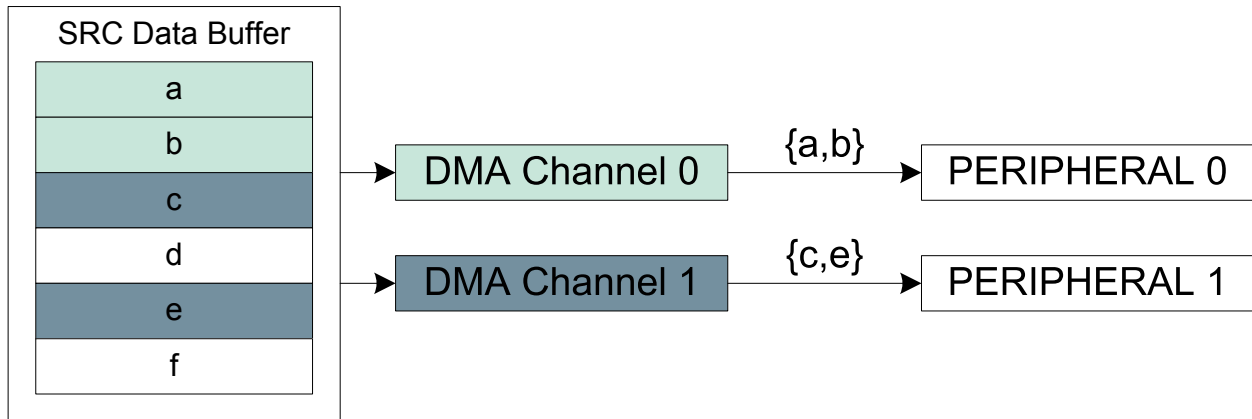 SRC Data Buffer
a
b
c
d
e
f
DMA Channel 0
{a,b}
PERIPHERAL 0
DMA Channel 1
{c,e}
PERIPHERAL 1